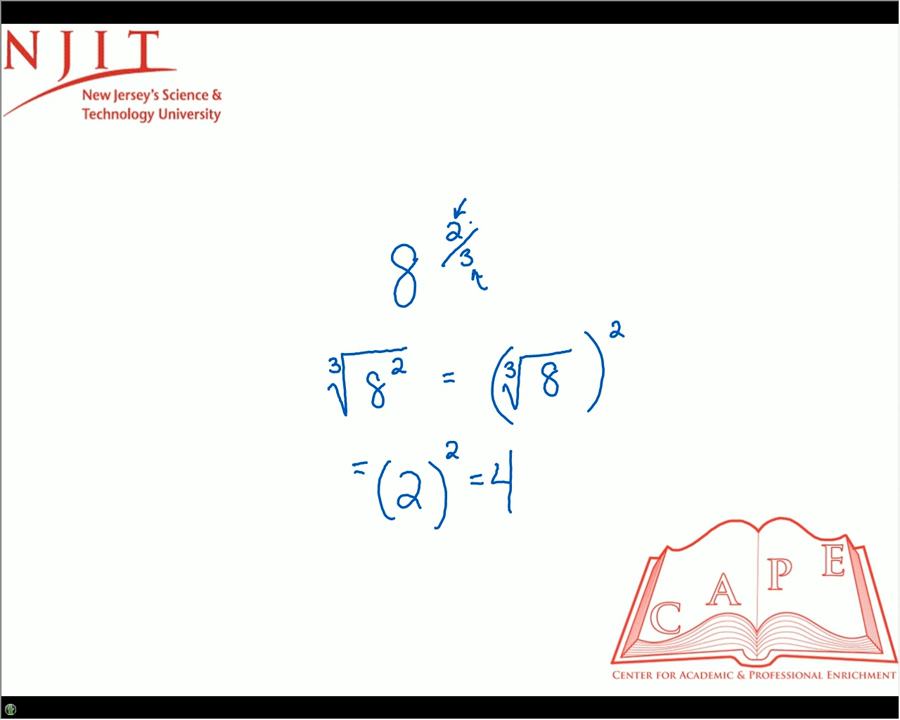 NJIT
New Jersey's Science &
Technology University
8^{2/3}
∛8² = (∛8)²
= (2)² = 4
C A P E
CENTER FOR ACADEMIC & PROFESSIONAL ENRICHMENT